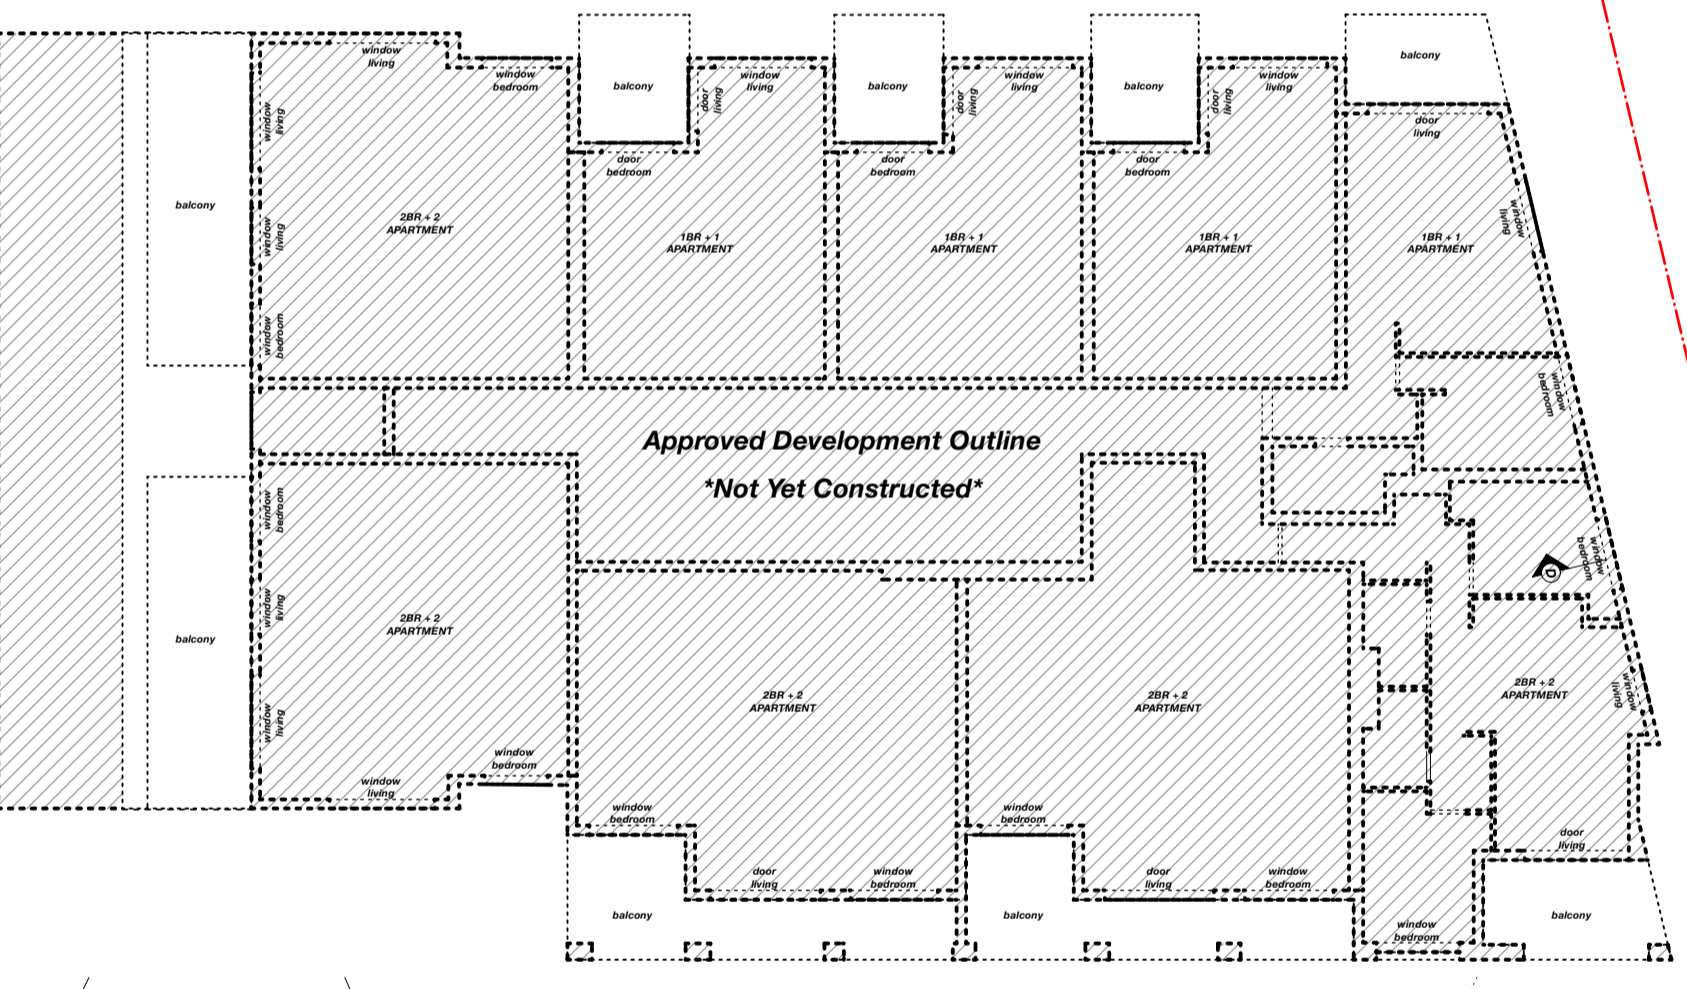 balcony
window
living
balcony
window
bedroom
window
living
window
living
window
living
balcony
balcony
balcony
door
living
door
living
door
living
window
living
door
living
door
bedroom
door
bedroom
door
bedroom
balcony
window
living
window
living
2BR + 2
APARTMENT
1BR + 1
APARTMENT
1BR + 1
APARTMENT
1BR + 1
APARTMENT
1BR + 1
APARTMENT
window
bedroom
window
bedroom
Approved Development Outline
*Not Yet Constructed*
window
bedroom
window
bedroom
D
window
living
2BR + 2
APARTMENT
balcony
2BR + 2
APARTMENT
2BR + 2
APARTMENT
2BR + 2
APARTMENT
window
living
window
living
window
bedroom
window
living
window
bedroom
window
bedroom
door
living
door
living
window
bedroom
door
living
window
bedroom
balcony
balcony
window
bedroom
balcony